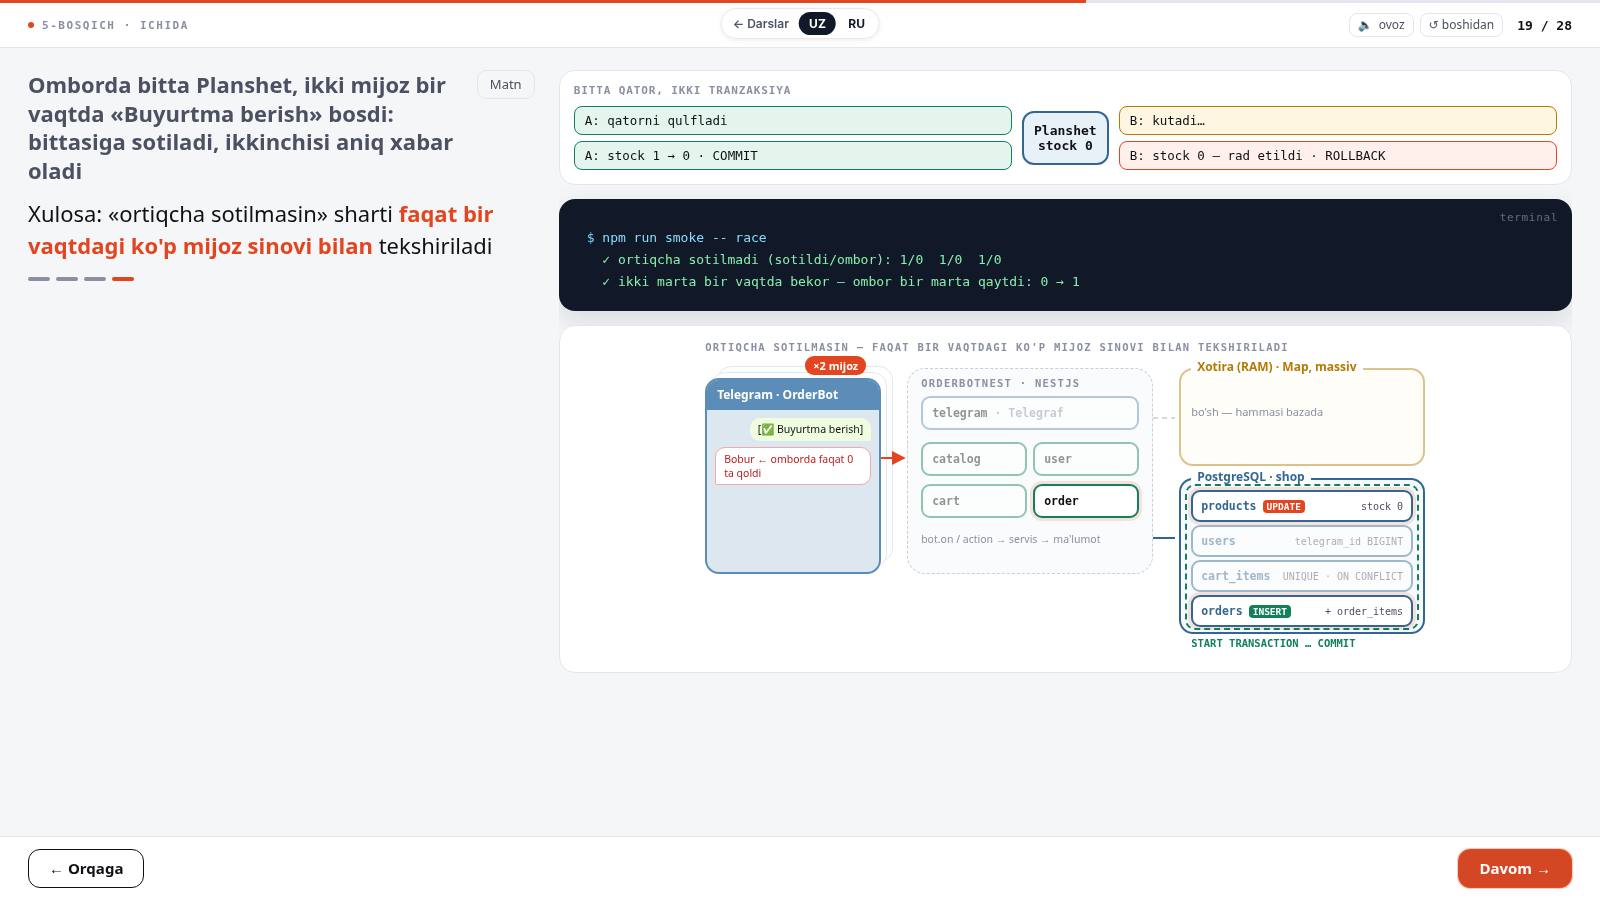 5-BOSQICH · ICHIDA
← Darslar UZ RU
🔈 ovoz ↺ boshidan 19 / 28
Omborda bitta Planshet, ikki mijoz bir
vaqtda «Buyurtma berish» bosdi:
bittasiga sotiladi, ikkinchisi aniq xabar
oladi
Matn
Xulosa: «ortiqcha sotilmasin» sharti faqat bir
vaqtdagi ko'p mijoz sinovi bilan tekshiriladi
BITTA QATOR, IKKI TRANZAKSIYA
A: qatorni qulfladi
A: stock 1 → 0 · COMMIT
Planshet
stock 0
B: kutadi…
B: stock 0 — rad etildi · ROLLBACK
terminal
$ npm run smoke -- race
✓ ortiqcha sotilmadi (sotildi/ombor): 1/0 1/0 1/0
✓ ikki marta bir vaqtda bekor — ombor bir marta qaytdi: 0 → 1
ORTIQCHA SOTILMASIN — FAQAT BIR VAQTDAGI KO'P MIJOZ SINOVI BILAN TEKSHIRILADI
×2 mijoz
Telegram · OrderBot
[✅ Buyurtma berish]
Bobur ← omborda faqat 0
ta qoldi
ORDERBOTNEST · NESTJS
telegram · Telegraf
catalog
user
cart
order
bot.on / action → servis → ma'lumot
Xotira (RAM) · Map, massiv
bo'sh — hammasi bazada
PostgreSQL · shop
products UPDATE stock 0
users telegram_id BIGINT
cart_items UNIQUE · ON CONFLICT
orders INSERT + order_items
START TRANSACTION … COMMIT
← Orqaga
Davom →